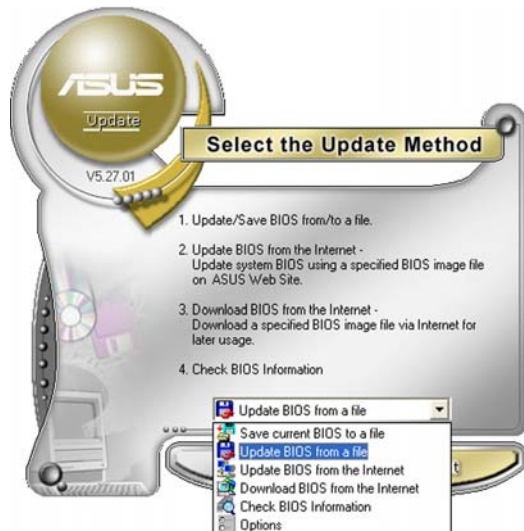 ASUS
Update
V5.27.01
Select the Update Method
1. Update/Save BIOS from/to a file.
2. Update BIOS from the Internet -
Update system BIOS using a specified BIOS image file
on ASUS Web Site.
3. Download BIOS from the Internet -
Download a specified BIOS image file via Internet for
later usage.
4. Check BIOS Information
Update BIOS from a file
Save current BIOS to a file
Update BIOS from a file
Update BIOS from the Internet
Download BIOS from the Internet
Check BIOS Information
Options